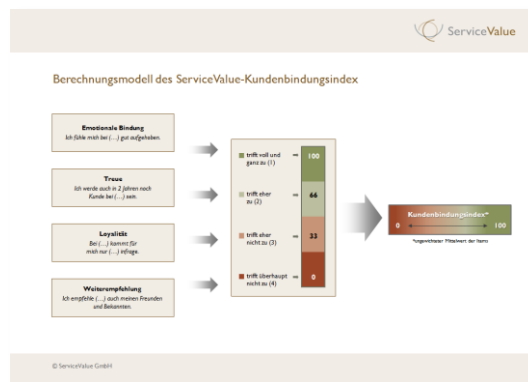 ServiceValue
Berechnungsmodell des ServiceValue-Kundenbindungsindex
Emotionale Bindung
Ich fühle mich bei (...) gut aufgehoben.
Treue
Ich werde auch in 2 Jahren noch
Kunde bei (...) sein.
Loyalität
Bei (...) kommt für
mich nur (...) infrage.
Weiterempfehlung
Ich empfehle (...) auch meinen Freunden
und Bekannten.
trifft voll und
ganz zu (1)
100
trifft eher
zu (2)
66
trifft eher
nicht zu (3)
33
trifft überhaupt
nicht zu (4)
0
Kundenbindungsindex*
0 100
*ungewichteter Mittelwert der Items
© ServiceValue GmbH